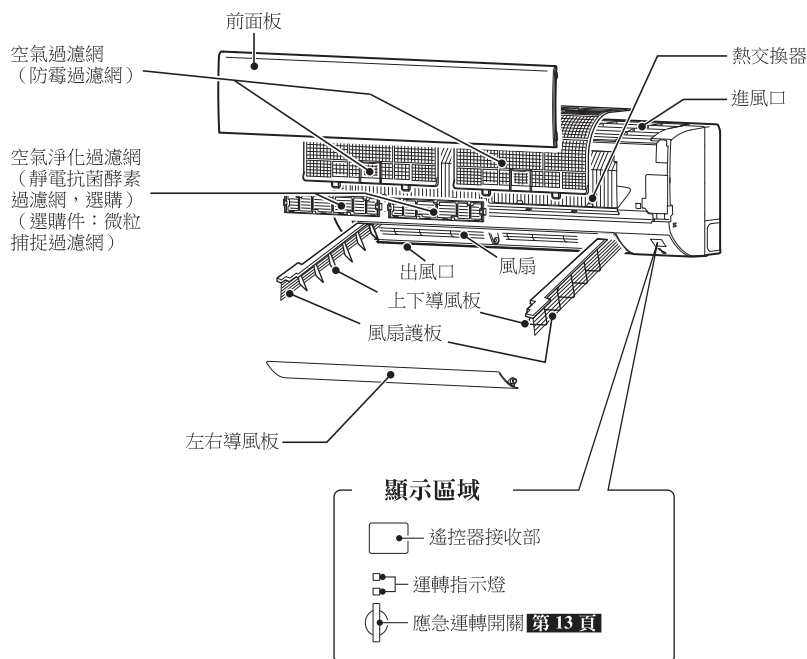 前面板
空氣過濾網
（防霉過濾網）
熱交換器
進風口
空氣淨化過濾網
（靜電抗菌酵素
過濾網，選購）
（選購件：微粒
捕捉過濾網）
出風口
風扇
上下導風板
風扇護板
左右導風板
顯示區域
遙控器接收部
運轉指示燈
應急運轉開關 第 13 頁